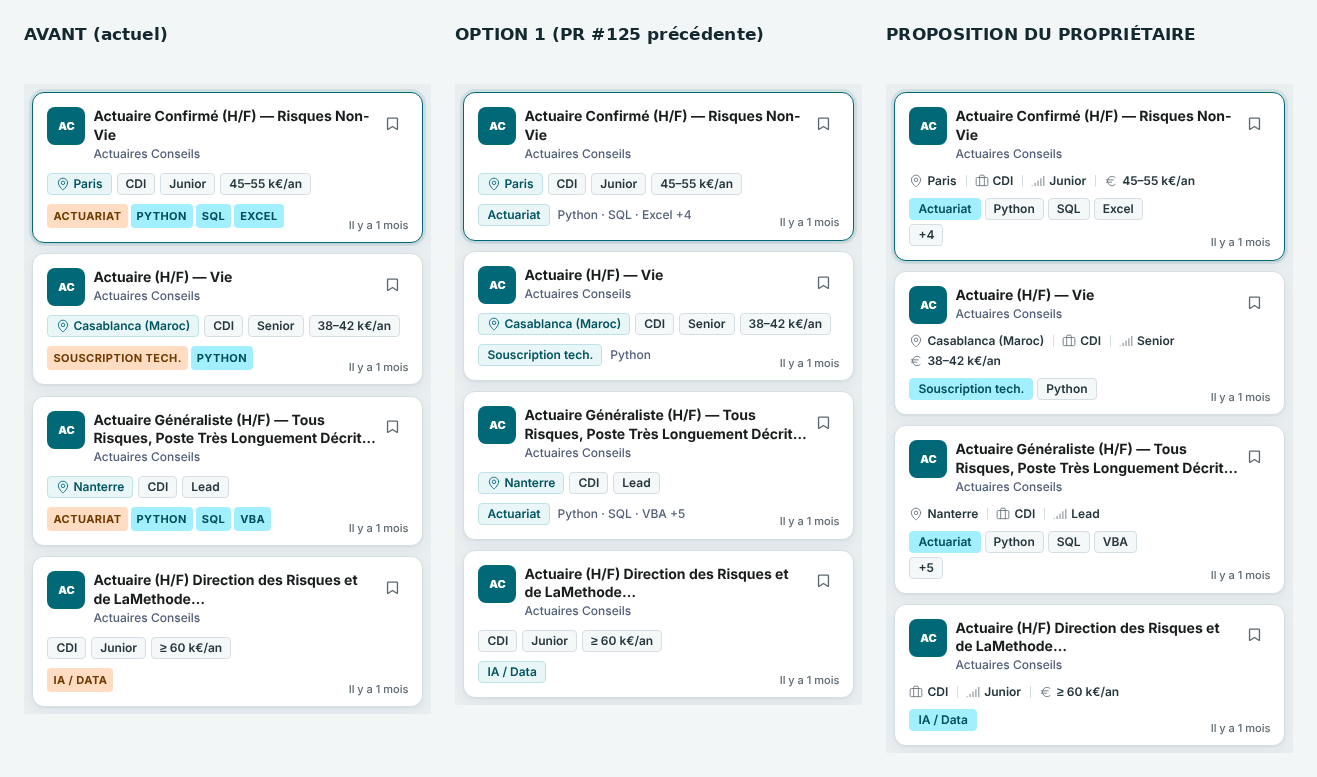 AVANT (actuel)
AC
Actuaire Confirmé (H/F) — Risques Non-
Vie
Actuaires Conseils
Paris CDI Junior 45–55 k€/an
ACTUARIAT PYTHON SQL EXCEL
Il y a 1 mois
AC
Actuaire (H/F) — Vie
Actuaires Conseils
Casablanca (Maroc) CDI Senior 38–42 k€/an
SOUSCRIPTION TECH. PYTHON
Il y a 1 mois
AC
Actuaire Généraliste (H/F) — Tous
Risques, Poste Très Longuement Décrit…
Actuaires Conseils
Nanterre CDI Lead
ACTUARIAT PYTHON SQL VBA
Il y a 1 mois
AC
Actuaire (H/F) Direction des Risques et
de LaMethode…
Actuaires Conseils
CDI Junior ≥ 60 k€/an
IA / DATA
Il y a 1 mois
OPTION 1 (PR #125 précédente)
AC
Actuaire Confirmé (H/F) — Risques Non-
Vie
Actuaires Conseils
Paris CDI Junior 45–55 k€/an
Actuariat Python · SQL · Excel +4
Il y a 1 mois
AC
Actuaire (H/F) — Vie
Actuaires Conseils
Casablanca (Maroc) CDI Senior 38–42 k€/an
Souscription tech. Python
Il y a 1 mois
AC
Actuaire Généraliste (H/F) — Tous
Risques, Poste Très Longuement Décrit…
Actuaires Conseils
Nanterre CDI Lead
Actuariat Python · SQL · VBA +5
Il y a 1 mois
AC
Actuaire (H/F) Direction des Risques et
de LaMethode…
Actuaires Conseils
CDI Junior ≥ 60 k€/an
IA / Data
Il y a 1 mois
PROPOSITION DU PROPRIÉTAIRE
AC
Actuaire Confirmé (H/F) — Risques Non-
Vie
Actuaires Conseils
Paris CDI Junior 45–55 k€/an
Actuariat Python SQL Excel
+4
Il y a 1 mois
AC
Actuaire (H/F) — Vie
Actuaires Conseils
Casablanca (Maroc) CDI Senior
38–42 k€/an
Souscription tech. Python
Il y a 1 mois
AC
Actuaire Généraliste (H/F) — Tous
Risques, Poste Très Longuement Décrit…
Actuaires Conseils
Nanterre CDI Lead
Actuariat Python SQL VBA
+5
Il y a 1 mois
AC
Actuaire (H/F) Direction des Risques et
de LaMethode…
Actuaires Conseils
CDI Junior ≥ 60 k€/an
IA / Data
Il y a 1 mois